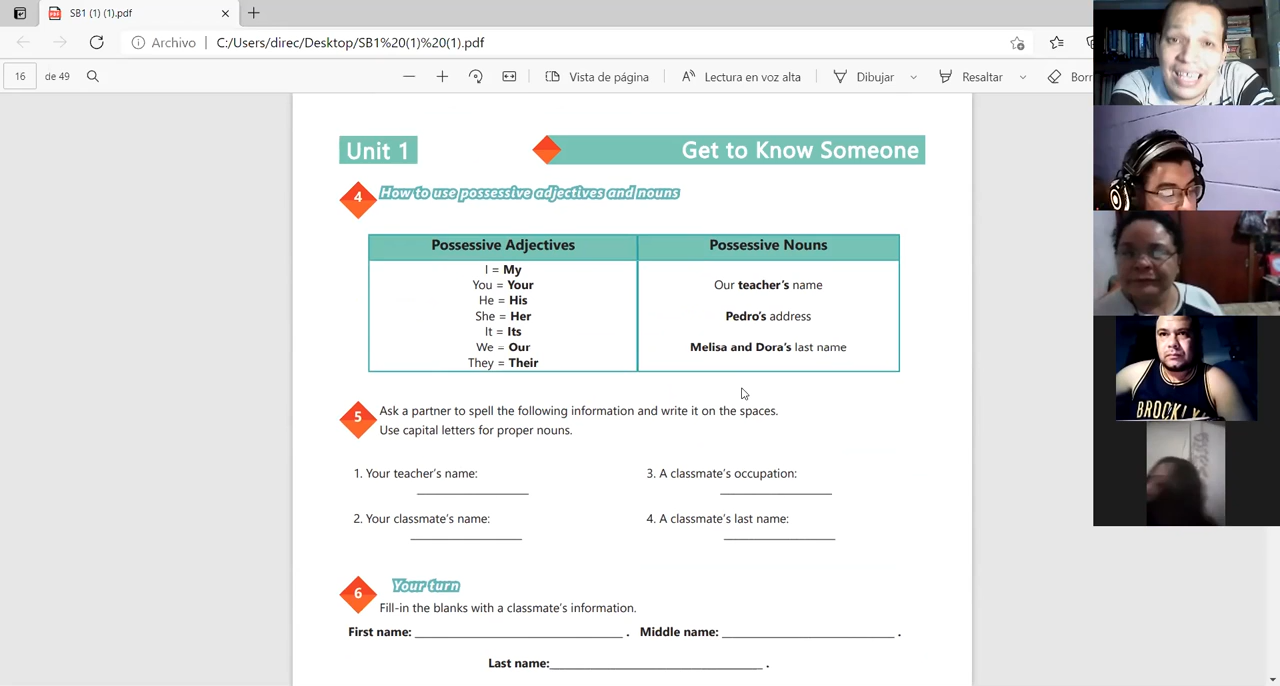 SB1 (1) (1).pdf
Archivo
C:/Users/direc/Desktop/SB1%20(1)%20(1).pdf
16
de 49
Vista de página
Lectura en voz alta
Dibujar
Resaltar
Borr
Unit 1
Get to Know Someone
4
How to use possessive adjectives and nouns
Possessive Adjectives
I = My
You = Your
He = His
She = Her
It = Its
We = Our
They = Their
Possessive Nouns
Our teacher's name
Pedro's address
Melisa and Dora's last name
5
Ask a partner to spell the following information and write it on the spaces.
Use capital letters for proper nouns.
1. Your teacher's name:
2. Your classmate's name:
3. A classmate's occupation:
4. A classmate's last name:
6
Your turn
Fill-in the blanks with a classmate's information.
First name: ______________________________ . Middle name: _________________________ .
Last name:_______________________________ .
BROOKLY